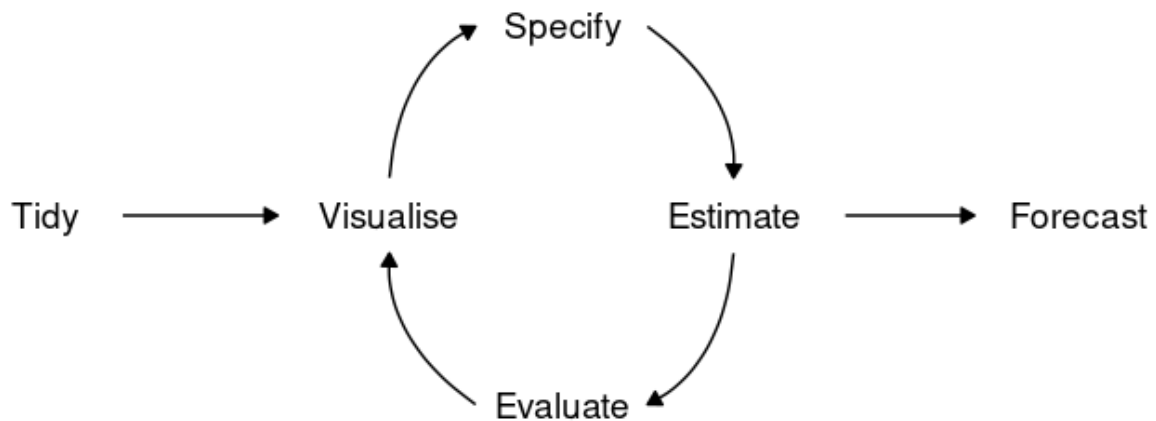 Specify
Tidy
Visualise
Estimate
Forecast
Evaluate